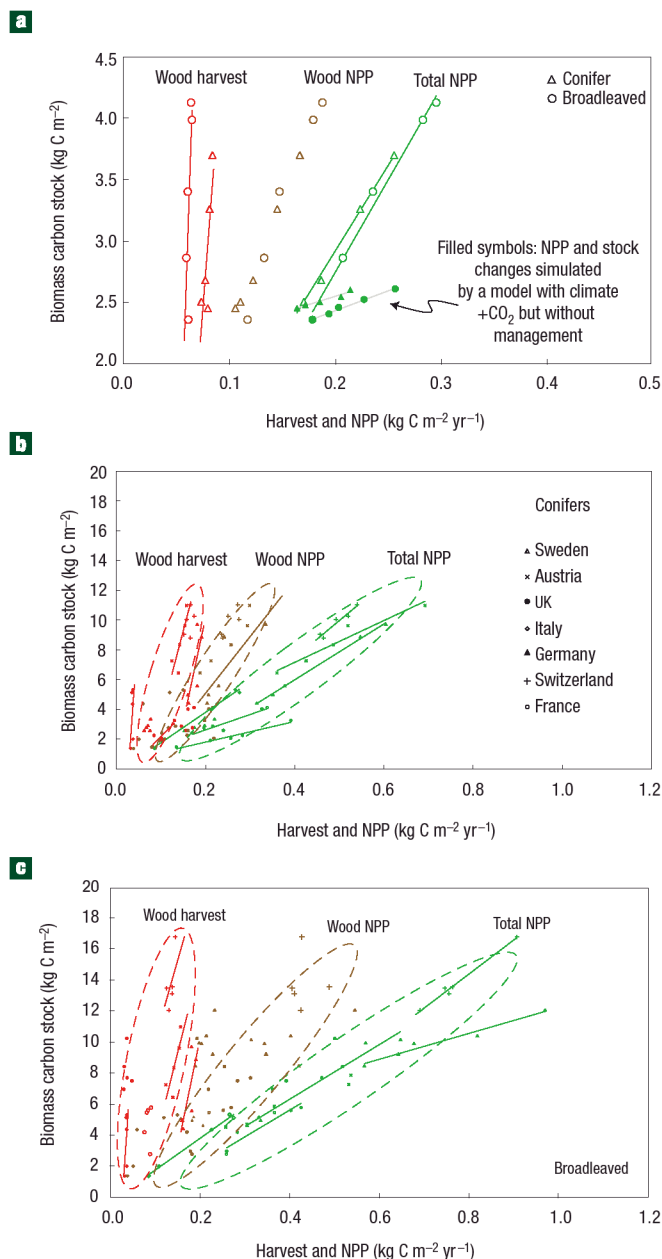 a
Wood harvest
Wood NPP
Total NPP
△ Conifer
○ Broadleaved
Biomass carbon stock (kg C m⁻²)
4.5
4.0
3.5
3.0
2.5
2.0
Filled symbols: NPP and stock
changes simulated
by a model with climate
+CO₂ but without
management
0.0 0.1 0.2 0.3 0.4 0.5
Harvest and NPP (kg C m⁻² yr⁻¹)
b
Biomass carbon stock (kg C m⁻²)
20
18
16
14
12
10
8
6
4
2
0
Wood harvest
Wood NPP
Total NPP
Conifers
Sweden
Austria
UK
Italy
Germany
Switzerland
France
0.0 0.2 0.4 0.6 0.8 1.0 1.2
Harvest and NPP (kg C m⁻² yr⁻¹)
c
Biomass carbon stock (kg C m⁻²)
20
18
16
14
12
10
8
6
4
2
0
Wood harvest
Wood NPP
Total NPP
Broadleaved
0.0 0.2 0.4 0.6 0.8 1.0 1.2
Harvest and NPP (kg C m⁻² yr⁻¹)